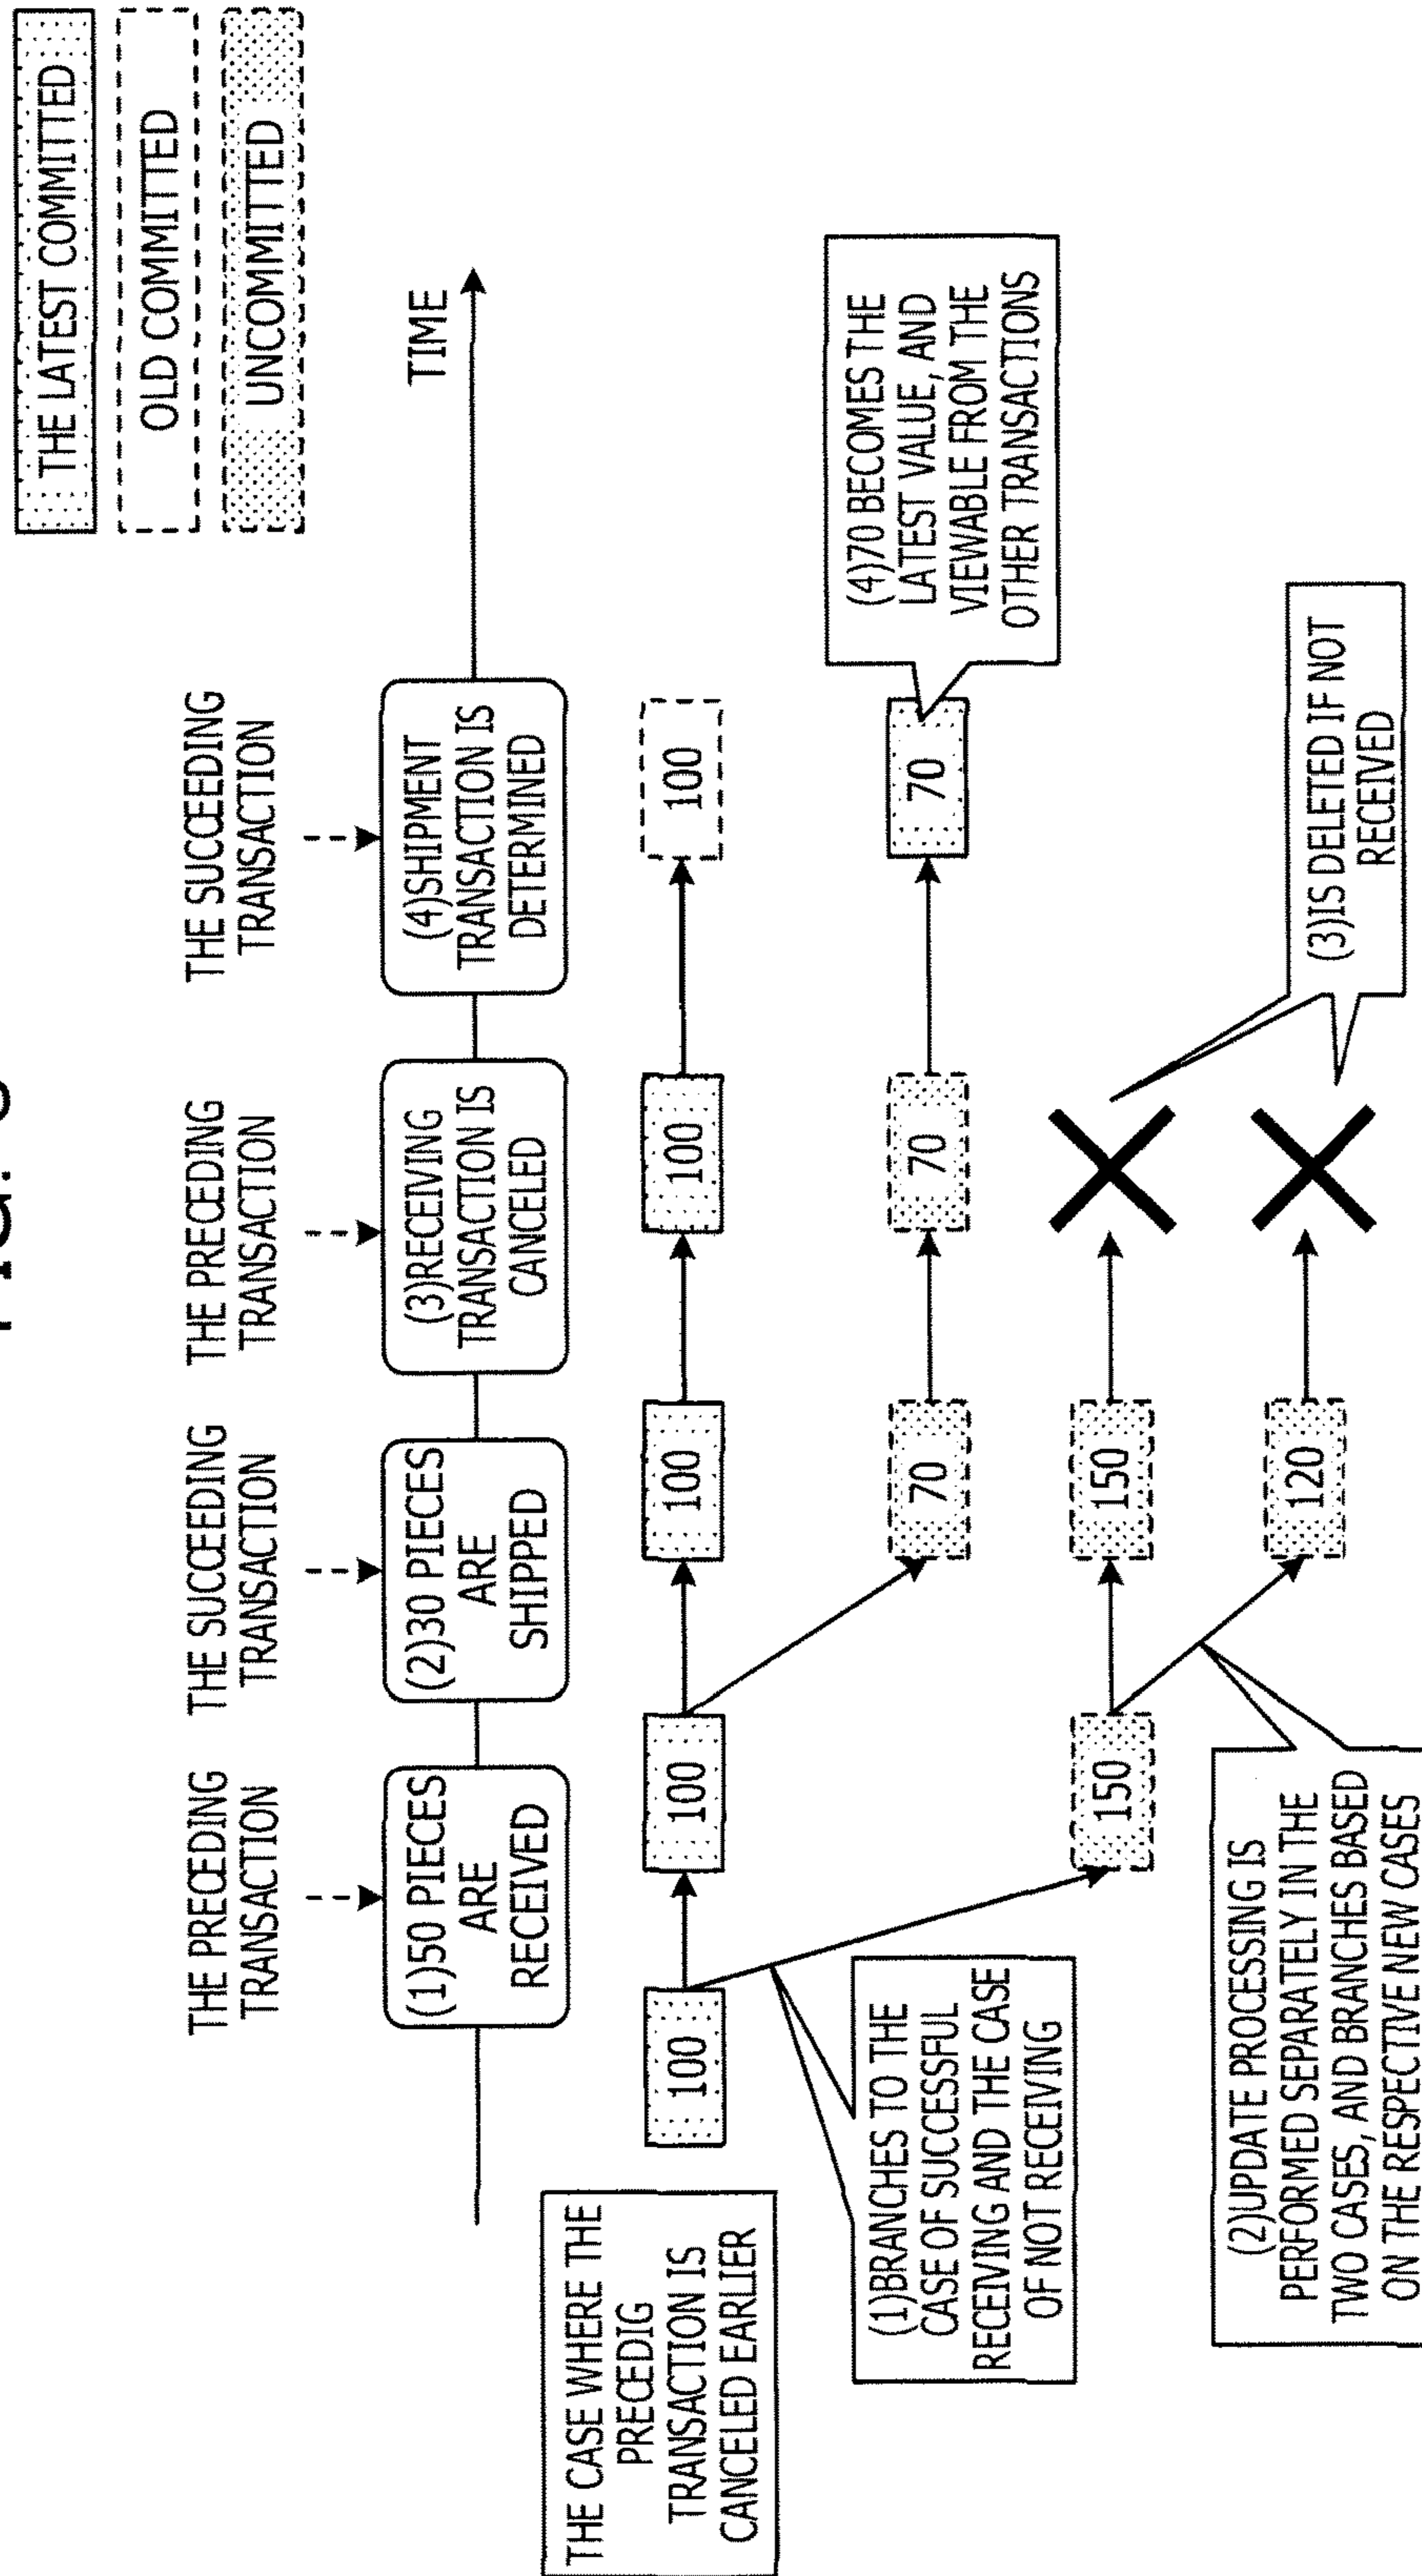 THE LATEST COMMITTED
OLD COMMITTED
UNCOMMITTED
THE PRECEDING
TRANSACTION
THE SUCCEEDING
TRANSACTION
THE PRECEDING
TRANSACTION
THE SUCCEEDING
TRANSACTION
(1)50 PIECES
ARE
RECEIVED
(2)30 PIECES
ARE
SHIPPED
(3)RECEIVING
TRANSACTION IS
CANCELED
(4)SHIPMENT
TRANSACTION IS
DETERMINED
TIME
THE CASE WHERE THE
PRECEDIG
TRANSACTION IS
CANCELED EARLIER
100
100
100
100
100
70
70
70
(4)70 BECOMES THE
LATEST VALUE, AND
VIEWABLE FROM THE
OTHER TRANSACTIONS
(1)BRANCHES TO THE
CASE OF SUCCESSFUL
RECEIVING AND THE CASE
OF NOT RECEIVING
150
150
120
(2)UPDATE PROCESSING IS
PERFORMED SEPARATELY IN THE
TWO CASES, AND BRANCHES BASED
ON THE RESPECTIVE NEW CASES
(3)IS DELETED IF NOT
RECEIVED